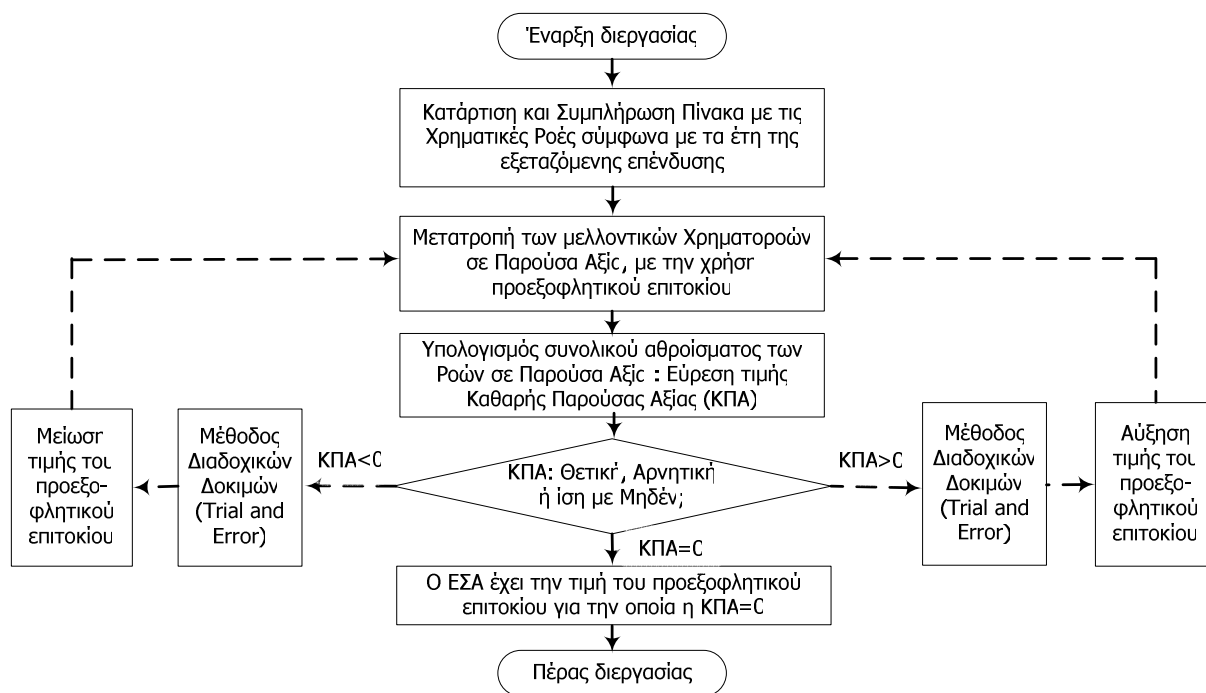 Έναρξη διεργασίας
Κατάρτιση και Συμπλήρωση Πίνακα με τις
Χρηματικές Ροές σύμφωνα με τα έτη της
εξεταζόμενης επένδυσης
Μετατροπή των μελλοντικών Χρηματοροών
σε Παρούσα Αξίς, με την χρήση
προεξοφλητικού επιτοκίου
Υπολογισμός συνολικού αθροίσματος των
Ροών σε Παρούσα Αξίς : Εύρεση τιμής
Καθαρής Παρούσας Αξίας (ΚΠΑ)
Μείωση
τιμής του
προεξο-
φλητικού
επιτοκίου
Μέθοδος
Διαδοχικών
Δοκιμών
(Trial and
Error)
ΚΠΑ<0
ΚΠΑ: Θετική, Αρνητική
ή ίση με Μηδέν;
ΚΠΑ>0
Μέθοδος
Διαδοχικών
Δοκιμών
(Trial and
Error)
Αύξηση
τιμής του
προεξο-
φλητικού
επιτοκίου
ΚΠΑ=0
Ο ΕΣΑ έχει την τιμή του προεξοφλητικού
επιτοκίου για την οποία η ΚΠΑ=0
Πέρας διεργασίας